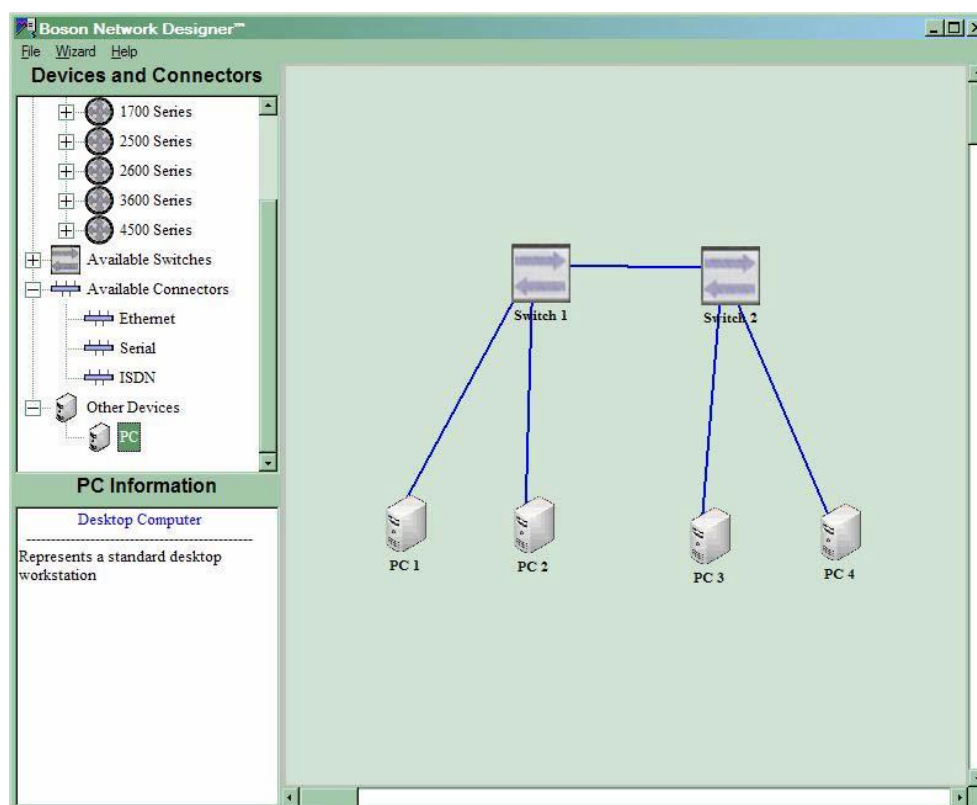 Boson Network Designer™
File Wizard Help
Devices and Connectors
1700 Series
2500 Series
2600 Series
3600 Series
4500 Series
Available Switches
Available Connectors
Ethernet
Serial
ISDN
Other Devices
PC
PC Information
Desktop Computer
Represents a standard desktop
workstation
Switch 1
Switch 2
PC 1
PC 2
PC 3
PC 4